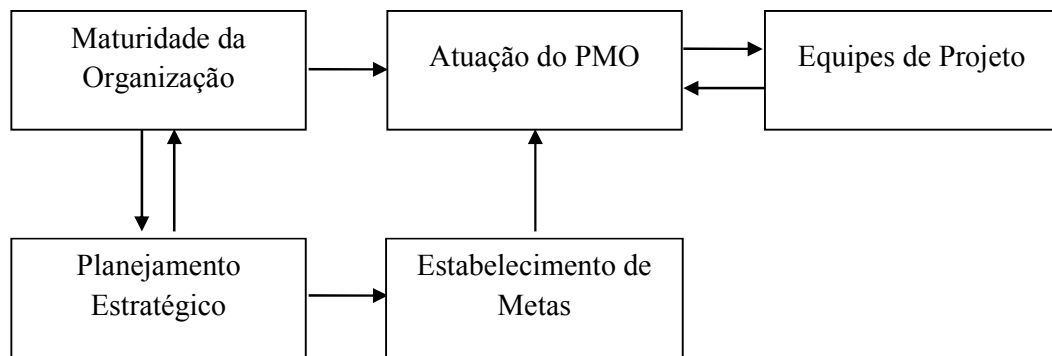 Maturidade da
Organização
Atuação do PMO
Equipes de Projeto
Planejamento
Estratégico
Estabelecimento de
Metas